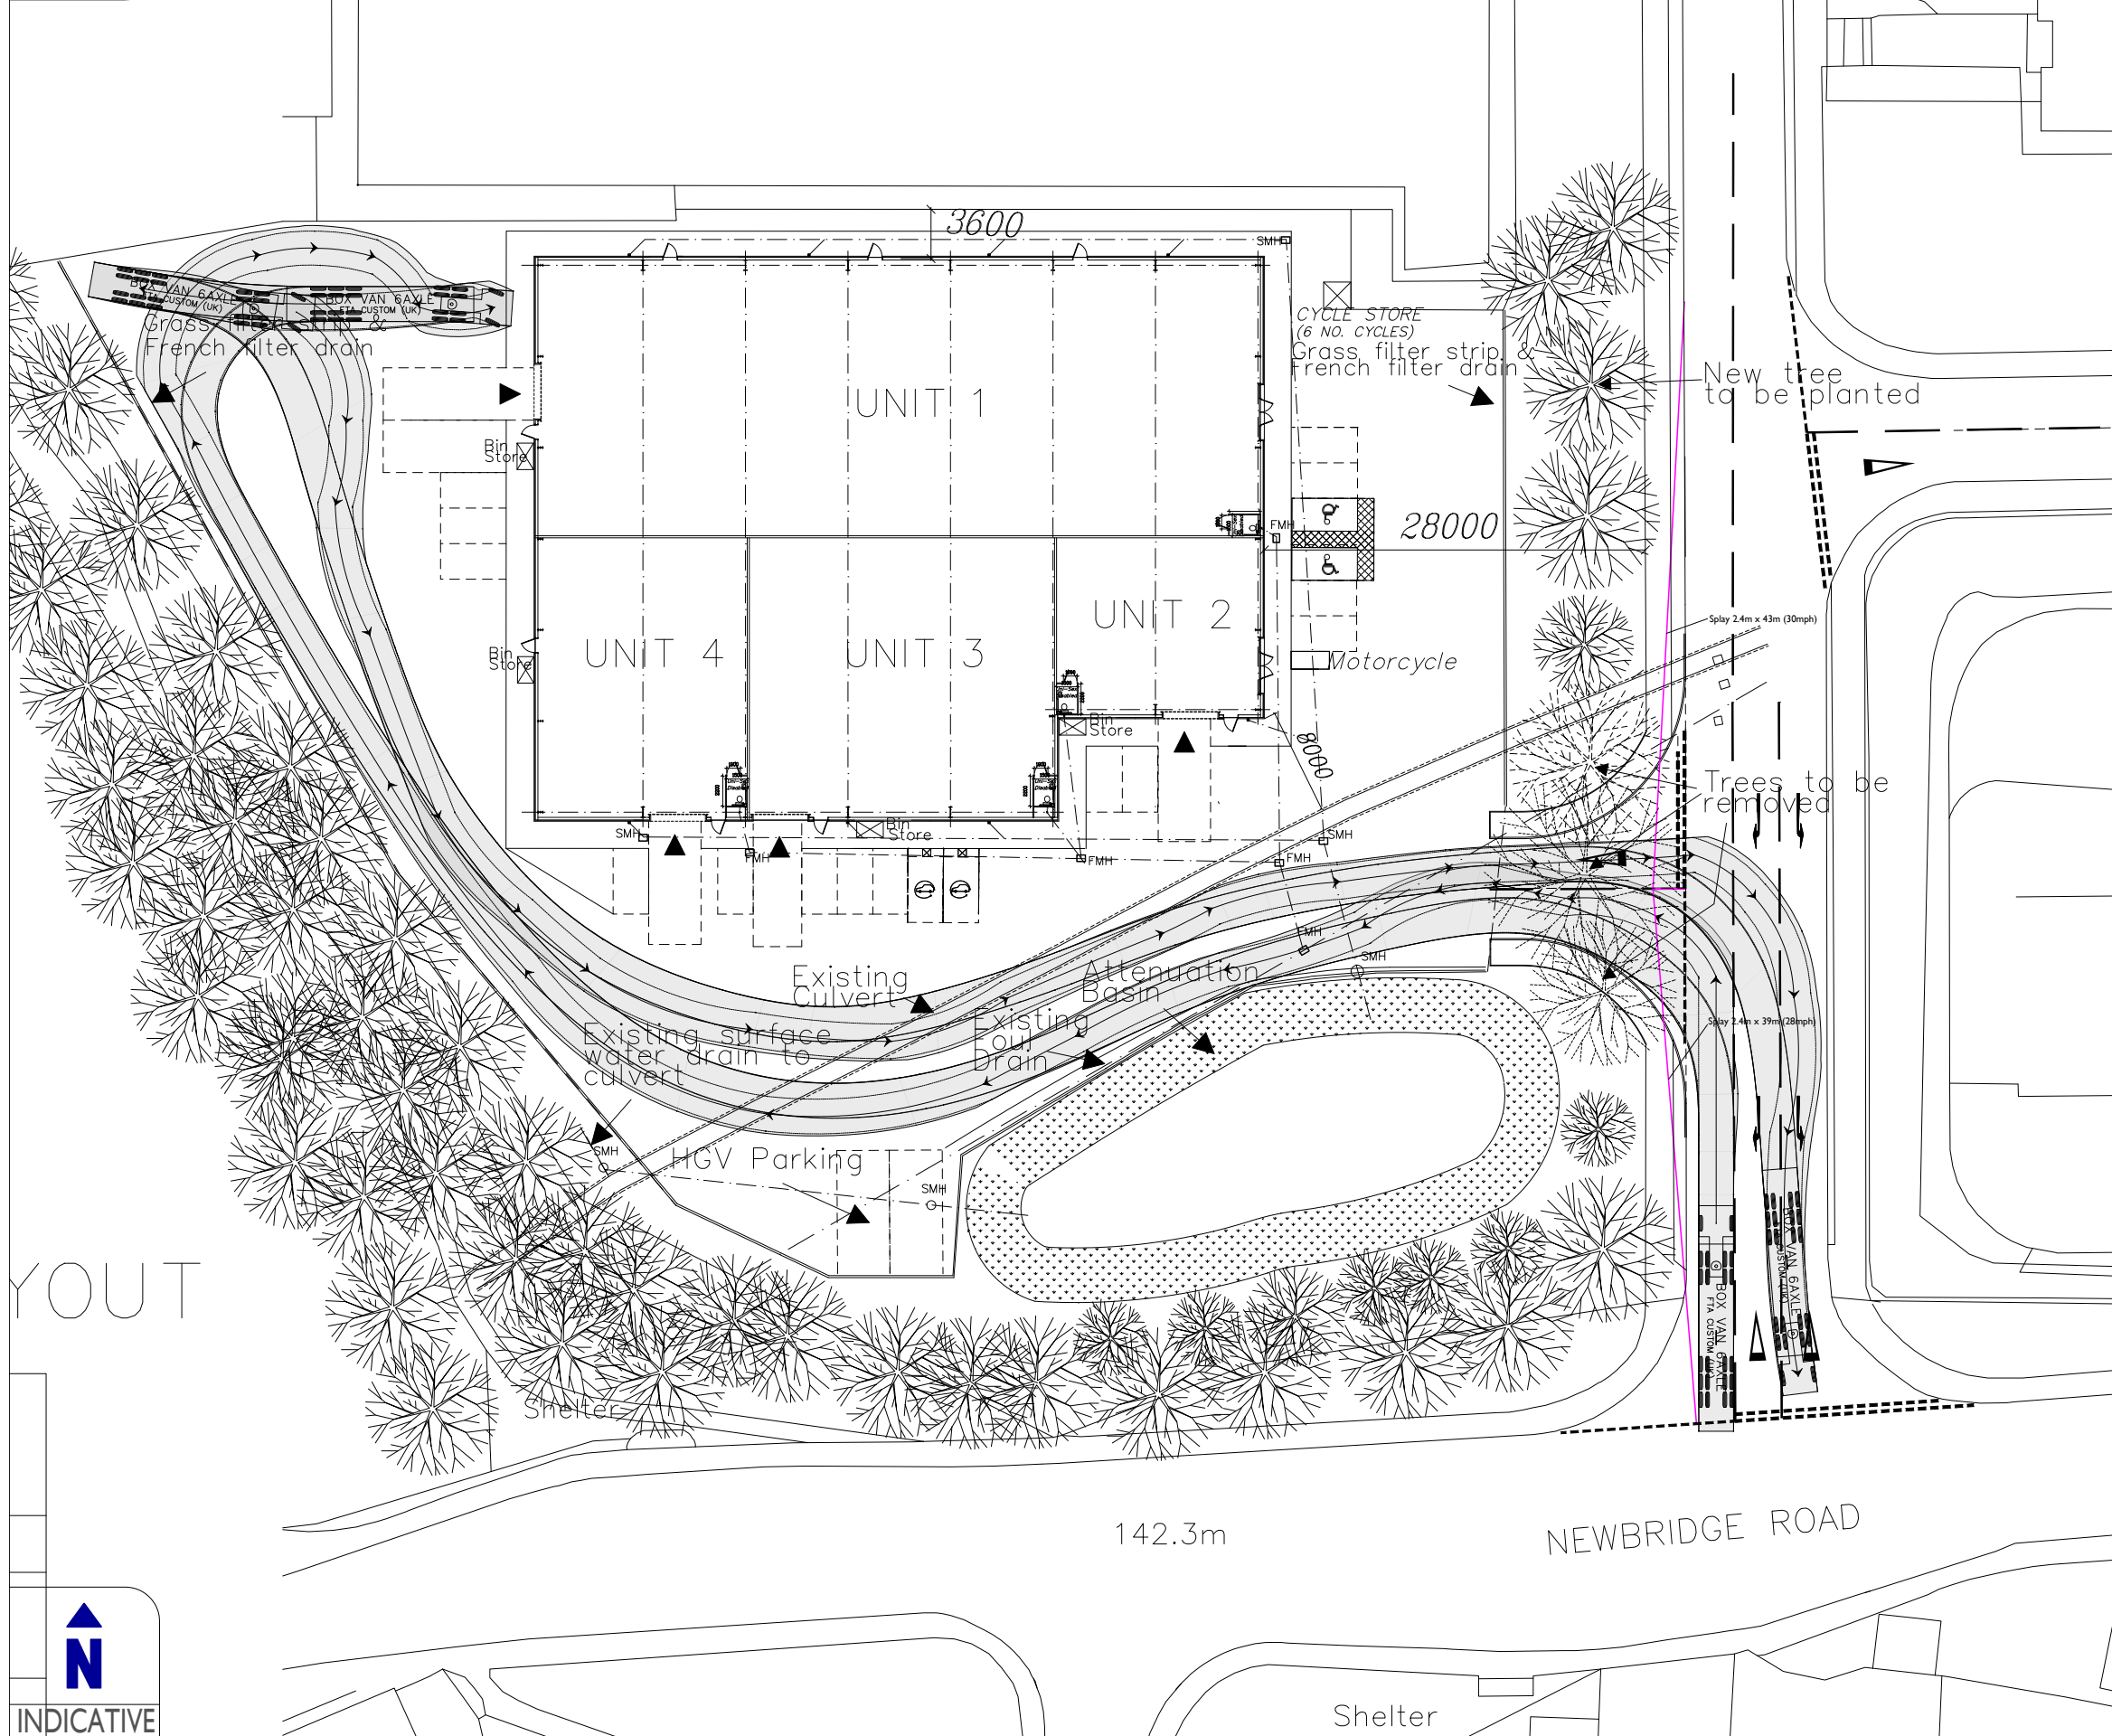 3600
SMH
BOX VAN 6AXLE
FTA CUSTOM (UK)
BOX VAN 6AXLE
FTA CUSTOM (UK)
Grass filter strip &
French filter drain
CYCLE STORE
(6 NO. CYCLES)
Grass filter strip &
French filter drain
New tree
to be planted
UNIT 1
Bin
Store
FMH
28000
UNIT 2
UNIT 4
UNIT 3
Bin
Store
Splay 2.4m x 43m (30mph)
Motorcycle
Bin
Store
8000
Trees to be
removed
SMH
FMH
Bin
Store
FMH
SMH
FMH
FMH
SMH
Existing
Culvert
Attenuation
Basin
Existing surface
water drain to
culvert
Existing
Foul
Drain
Splay 2.4m x 39m (28mph)
SMH
HGV Parking
SMH
YOUT
BOX VAN 6AXLE
FTA CUSTOM (UK)
BOX VAN 6AXLE
FTA CUSTOM (UK)
Shelter
142.3m
NEWBRIDGE ROAD
N
INDICATIVE
Shelter